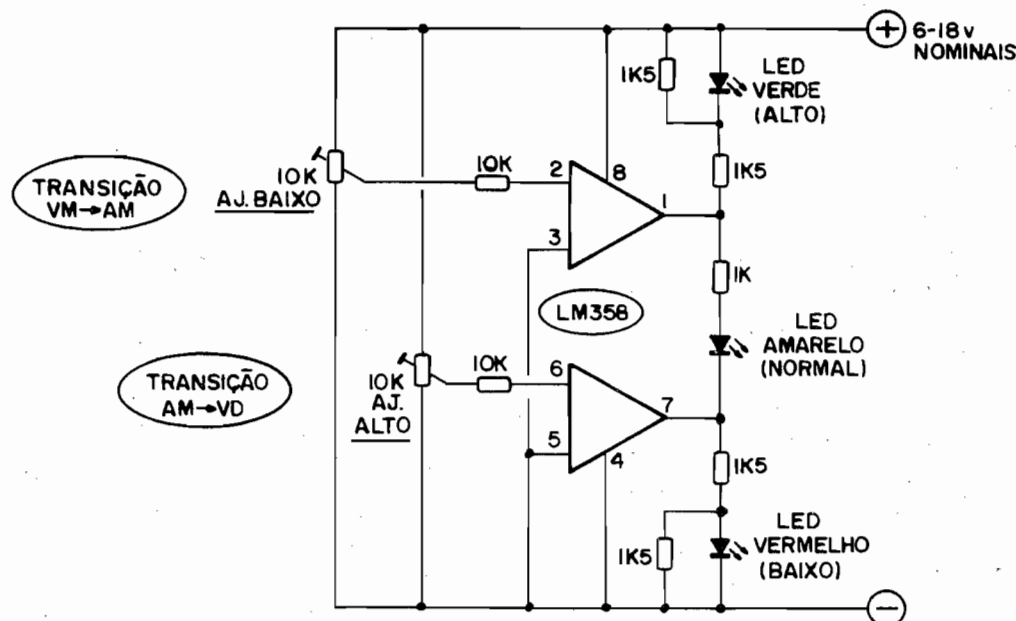 +
6-18v
NOMINAIS
1K5
LED
VERDE
(ALTO)
TRANSIÇÃO
VM→AM
10K
AJ. BAIXO
10K
2
8
1
3
1K5
1K
LM358
LED
AMARELO
(NORMAL)
TRANSIÇÃO
AM→VD
10K
AJ.
ALTO
10K
6
7
5
4
1K5
1K5
LED
VERMELHO
(BAIXO)
−